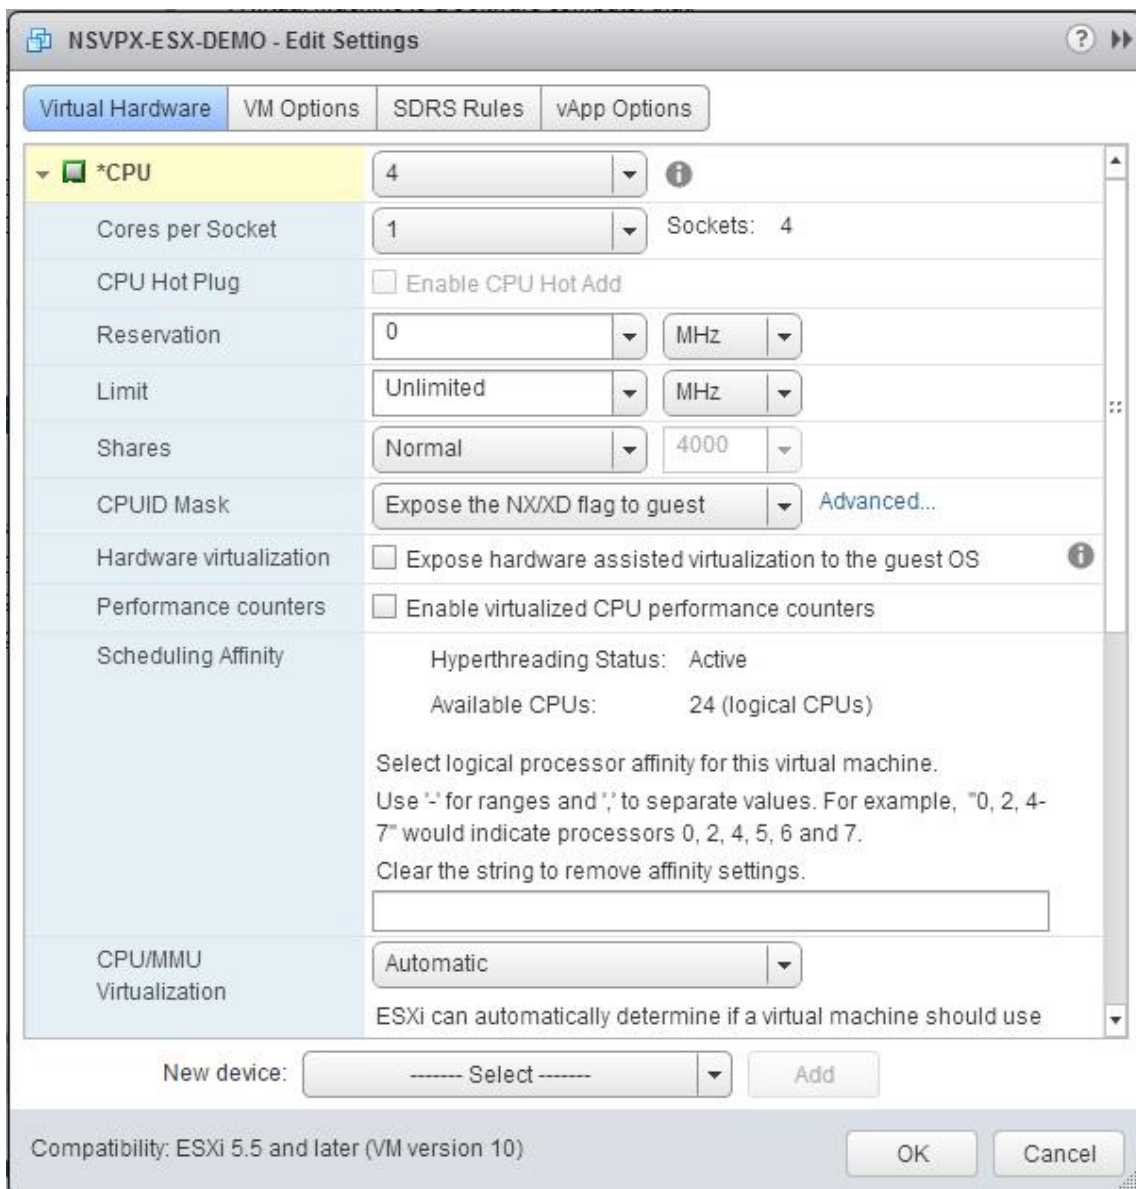 NSVPX-ESX-DEMO - Edit Settings ?
Virtual Hardware VM Options SDRS Rules vApp Options
*CPU 4
Cores per Socket 1 Sockets: 4
CPU Hot Plug Enable CPU Hot Add
Reservation 0 MHz
Limit Unlimited MHz
Shares Normal 4000
CPUID Mask Expose the NX/XD flag to guest Advanced...
Hardware virtualization Expose hardware assisted virtualization to the guest OS
Performance counters Enable virtualized CPU performance counters
Scheduling Affinity Hyperthreading Status: Active
Available CPUs: 24 (logical CPUs)
Select logical processor affinity for this virtual machine.
Use '-' for ranges and ',' to separate values. For example, "0, 2, 4-
7" would indicate processors 0, 2, 4, 5, 6 and 7.
Clear the string to remove affinity settings.
CPU/MMU
Virtualization
Automatic
ESXi can automatically determine if a virtual machine should use
New device: ------- Select ------- Add
Compatibility: ESXi 5.5 and later (VM version 10) OK Cancel